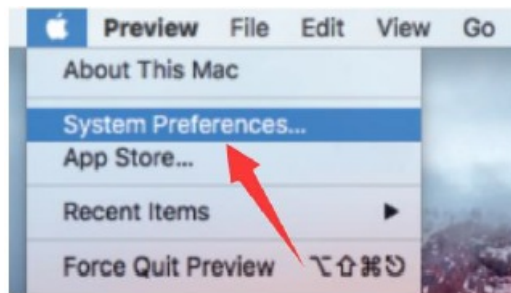 Preview File Edit View Go
About This Mac
System Preferences...
App Store...
Recent Items
Force Quit Preview ⌥⇧⌘⎋